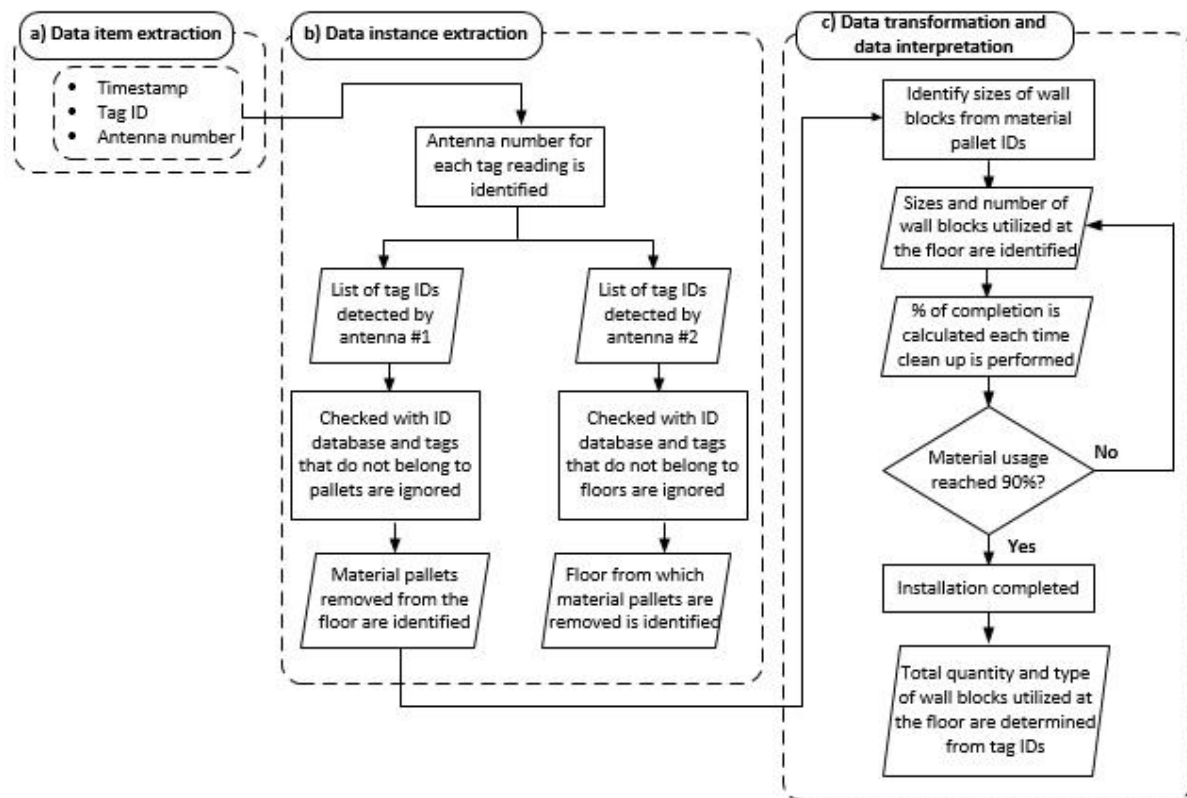 a) Data item extraction
• Timestamp
• Tag ID
• Antenna number
b) Data instance extraction
Antenna number for
each tag reading is
identified
List of tag IDs
detected by
antenna #1
Checked with ID
database and tags
that do not belong to
pallets are ignored
Material pallets
removed from the
floor are identified
List of tag IDs
detected by
antenna #2
Checked with ID
database and tags
that do not belong to
floors are ignored
Floor from which
material pallets are
removed is identified
c) Data transformation and
data interpretation
Identify sizes of wall
blocks from material
pallet IDs
Sizes and number of
wall blocks utilized at
the floor are identified
% of completion is
calculated each time
clean up is performed
Material usage
reached 90%?
No
Yes
Installation completed
Total quantity and type
of wall blocks utilized at
the floor are determined
from tag IDs